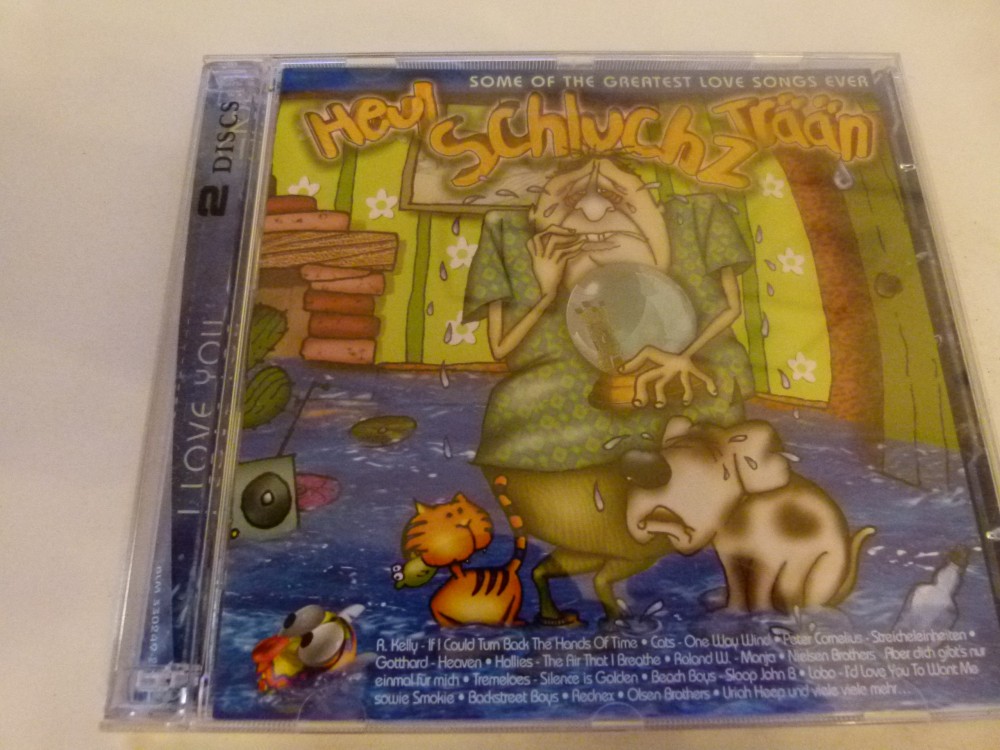 SOME OF THE GREATEST LOVE SONGS EVER
Heul Schluchz Trään
2 DISCS
I LOVE YOU
R. Kelly - If I Could Turn Back The Hands Of Time • Cats - One Way Wind • Peter Cornelius - Streicheleinheiten •
Gotthard - Heaven • Hollies - The Air That I Breathe • Roland W. - Monja • Nielsen Brothers - Aber dich gibt's nur
einmal für mich • Tremeloes - Silence is Golden • Beach Boys - Sloop John B • Lobo - I'd Love You To Want Me
sowie Smokie • Backstreet Boys • Rednex • Olsen Brothers • Uriah Heep und viele viele mehr...